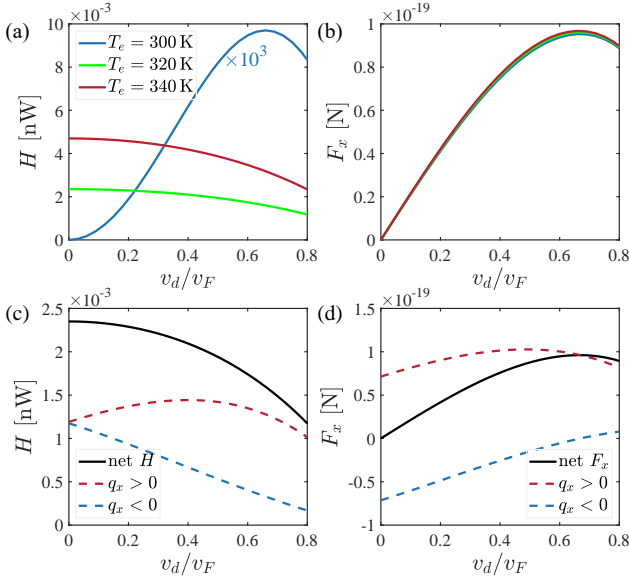 (a)
×10⁻³
10
8
6
4
2
0
H [nW]
T_e = 300 K
T_e = 320 K
T_e = 340 K
×10³
0 0.2 0.4 0.6 0.8
v_d/v_F
(b)
×10⁻¹⁹
1
0.8
0.6
0.4
0.2
0
F_x [N]
0 0.2 0.4 0.6 0.8
v_d/v_F
(c)
×10⁻³
2.5
2
1.5
1
0.5
0
H [nW]
net H
q_x > 0
q_x < 0
0 0.2 0.4 0.6 0.8
v_d/v_F
(d)
×10⁻¹⁹
1.5
1
0.5
0
-0.5
-1
F_x [N]
net F_x
q_x > 0
q_x < 0
0 0.2 0.4 0.6 0.8
v_d/v_F